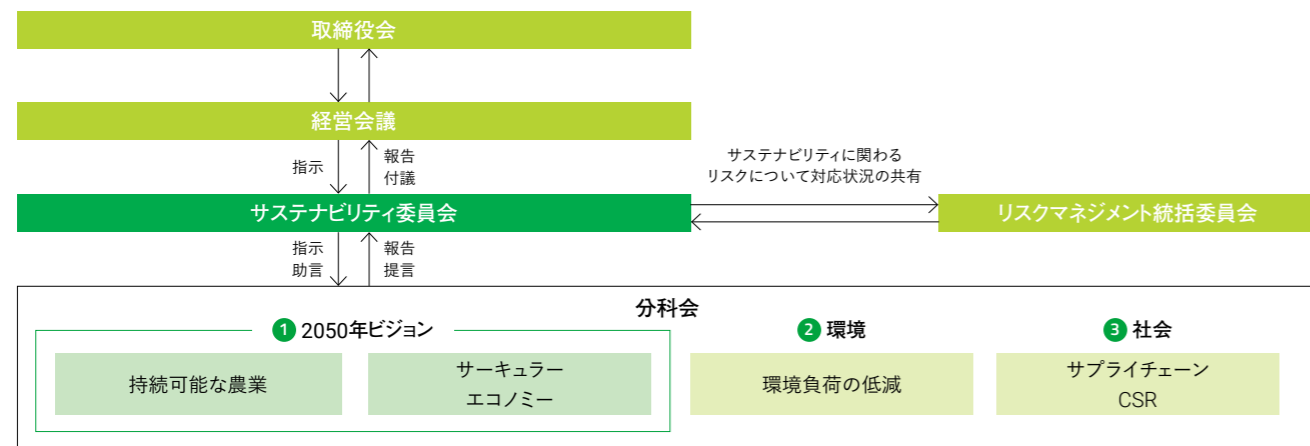 取締役会
経営会議
指示
報告
付議
サステナビリティに関わる
リスクについて対応状況の共有
サステナビリティ委員会
リスクマネジメント統括委員会
指示
助言
報告
提言
分科会
1 2050年ビジョン
2 環境
3 社会
持続可能な農業
サーキュラー
エコノミー
環境負荷の低減
サプライチェーン
CSR